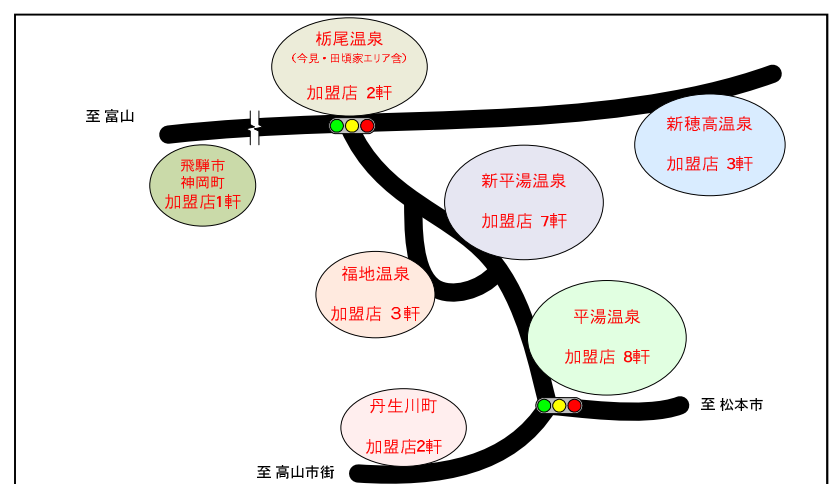 栃尾温泉
（今見・田頃家エリア含）
加盟店 2軒
至 富山
新穂高温泉
加盟店 3軒
飛騨市
神岡町
加盟店1軒
新平湯温泉
加盟店 7軒
福地温泉
加盟店 3軒
平湯温泉
加盟店 8軒
丹生川町
加盟店2軒
至 松本市
至 高山市街